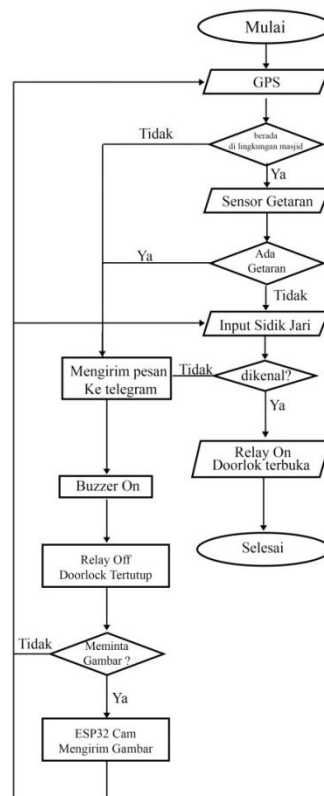 Mulai
GPS
Tidak
berada
di lingkungan masjid
Ya
Sensor Getaran
Ya
Ada
Getaran
Tidak
Input Sidik Jari
Mengirim pesan
Ke telegram
Tidak
dikenal?
Ya
Relay On
Doorlok terbuka
Buzzer On
Selesai
Relay Off
Doorlock Tertutup
Tidak
Meminta
Gambar ?
Ya
ESP32 Cam
Mengirim Gambar